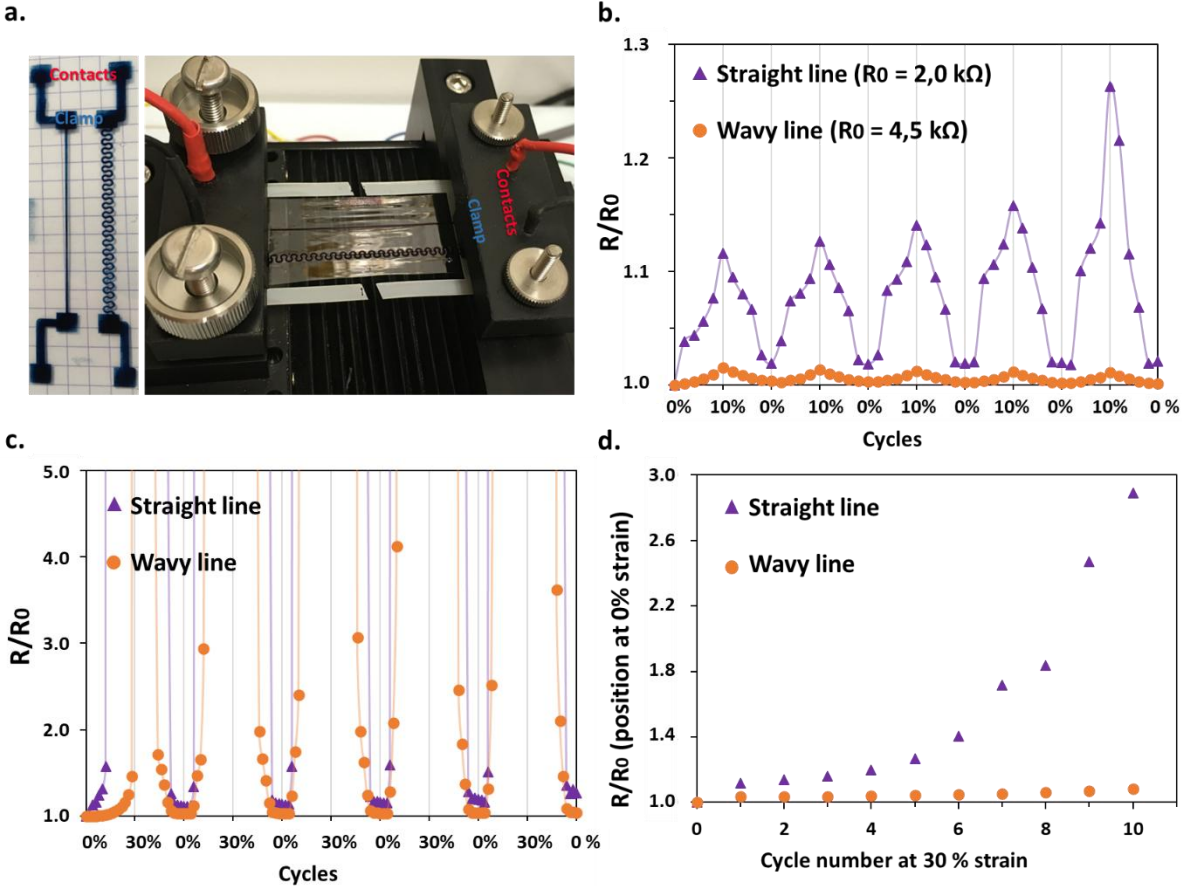 a.
Contacts
Clamp
Contacts
Clamp
b.
R/R0
1.3
1.2
1.1
1.0
Straight line (R0 = 2,0 kΩ)
Wavy line (R0 = 4,5 kΩ)
0% 10% 0% 10% 0% 10% 0% 10% 0% 10% 0 %
Cycles
c.
R/R0
5.0
4.0
3.0
2.0
1.0
Straight line
Wavy line
0% 30% 0% 30% 0% 30% 0% 30% 0% 30% 0 %
Cycles
d.
R/R0 (position at 0% strain)
3.0
2.6
2.2
1.8
1.4
1.0
Straight line
Wavy line
0 2 4 6 8 10
Cycle number at 30 % strain